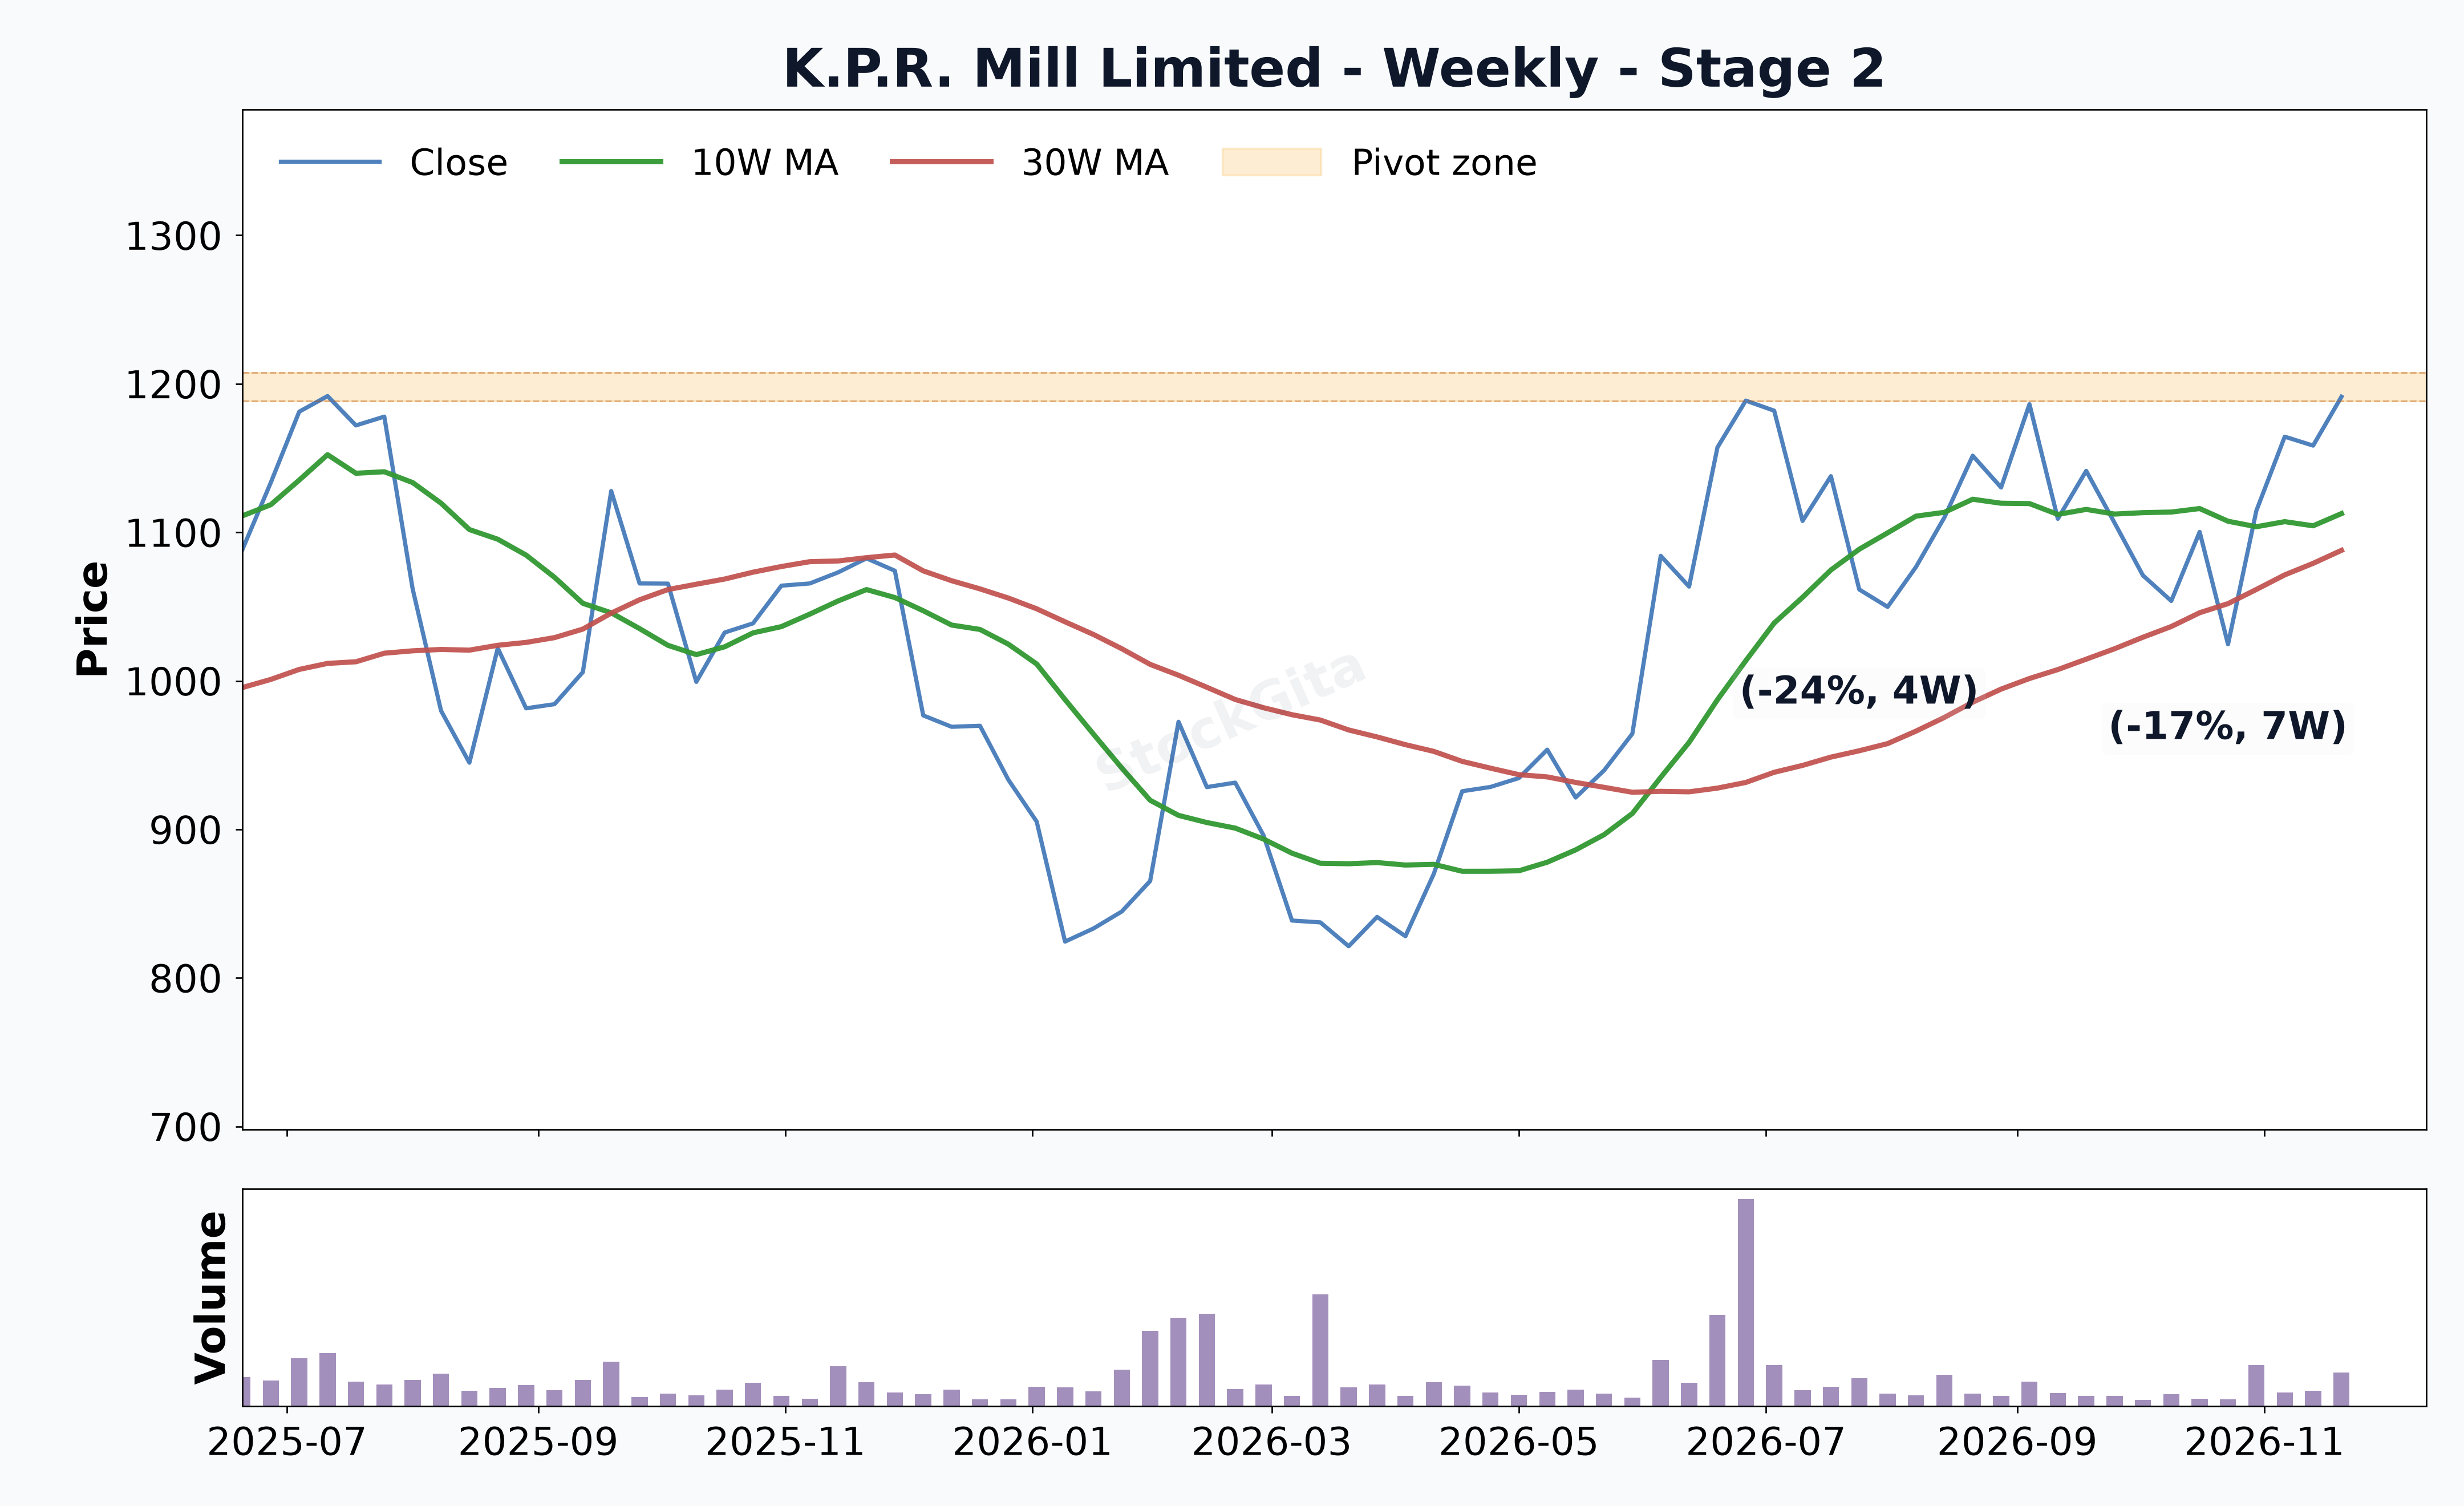 K.P.R. Mill Limited - Weekly - Stage 2
Close 10W MA 30W MA Pivot zone
1300
1200
1100
1000
900
800
700
Price
StockGita
(-24%, 4W)
(-17%, 7W)
Volume
2025-07 2025-09 2025-11 2026-01 2026-03 2026-05 2026-07 2026-09 2026-11